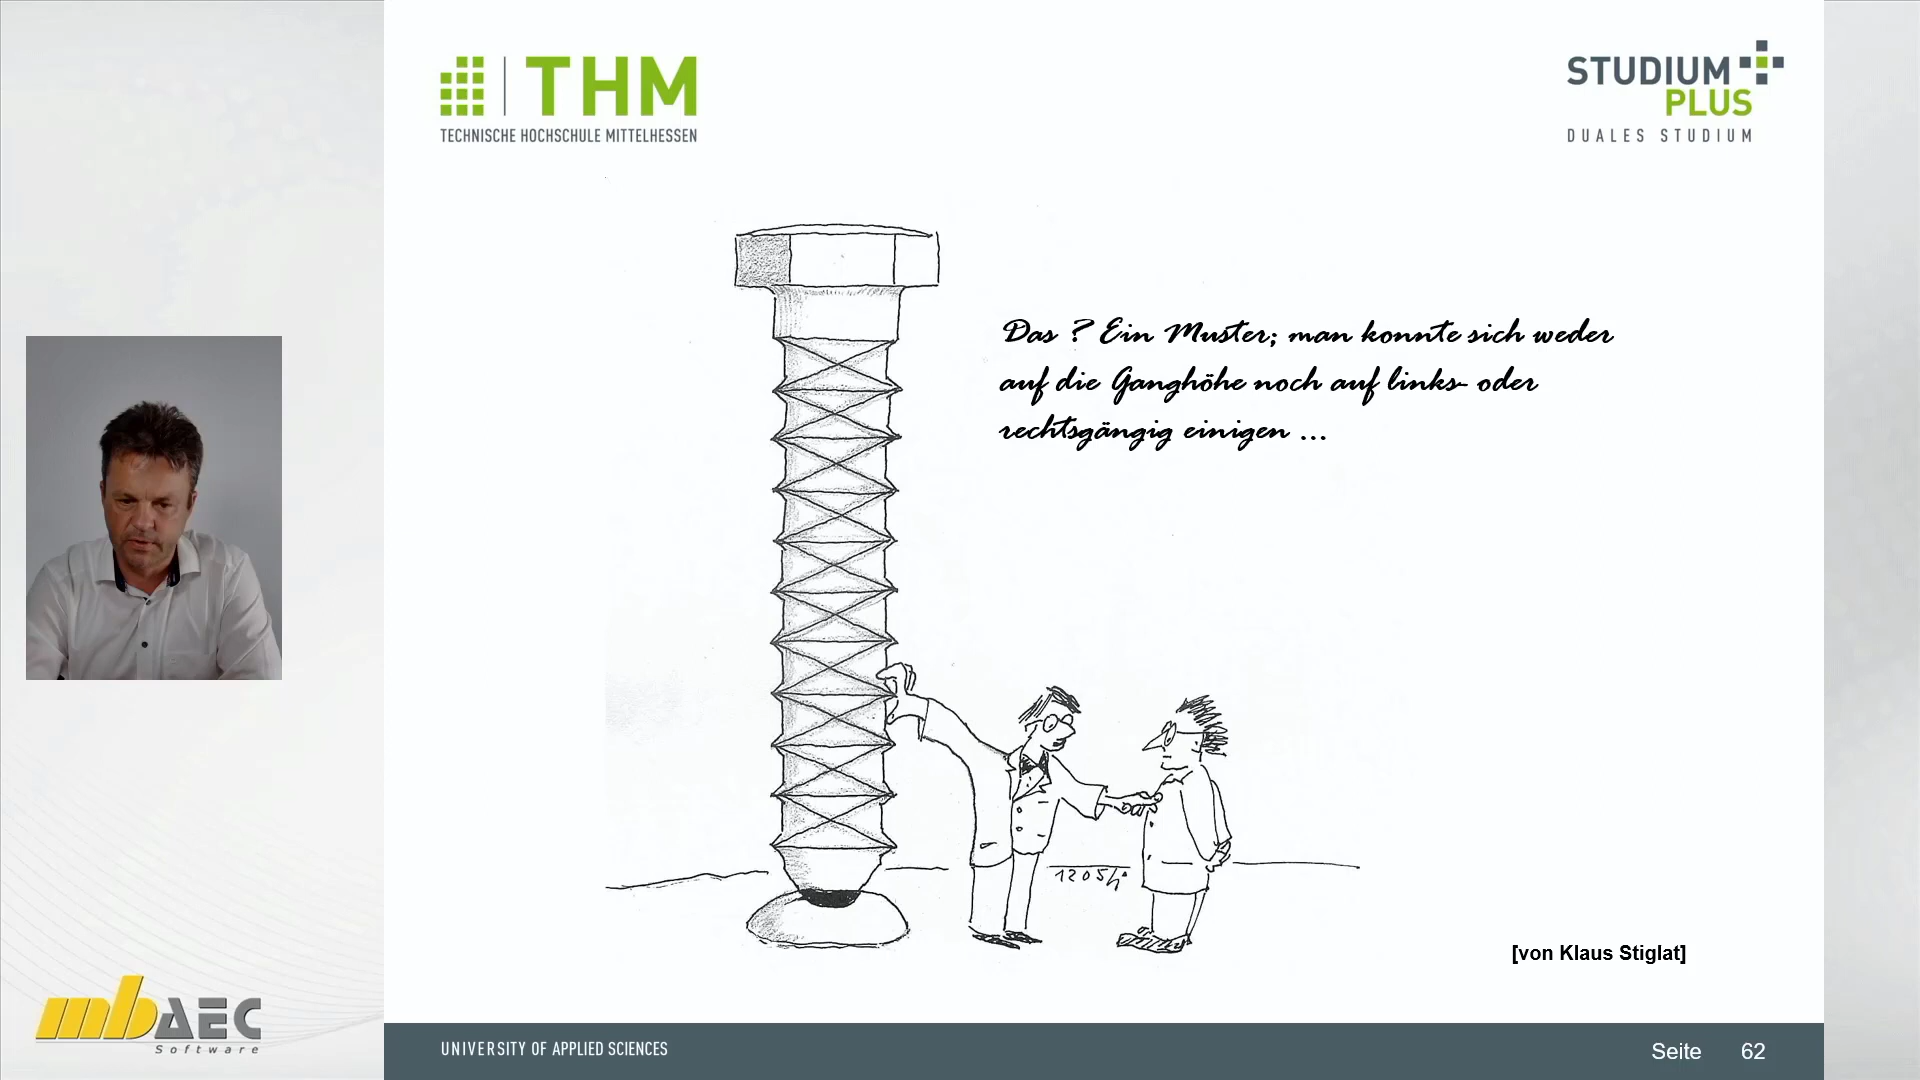 THM
TECHNISCHE HOCHSCHULE MITTELHESSEN
STUDIUM
PLUS
DUALES STUDIUM
Das ? Ein Muster; man konnte sich weder
auf die Ganghöhe noch auf links- oder
rechtsgängig einigen ...
[von Klaus Stiglat]
mbAEC
Software
UNIVERSITY OF APPLIED SCIENCES
Seite 62